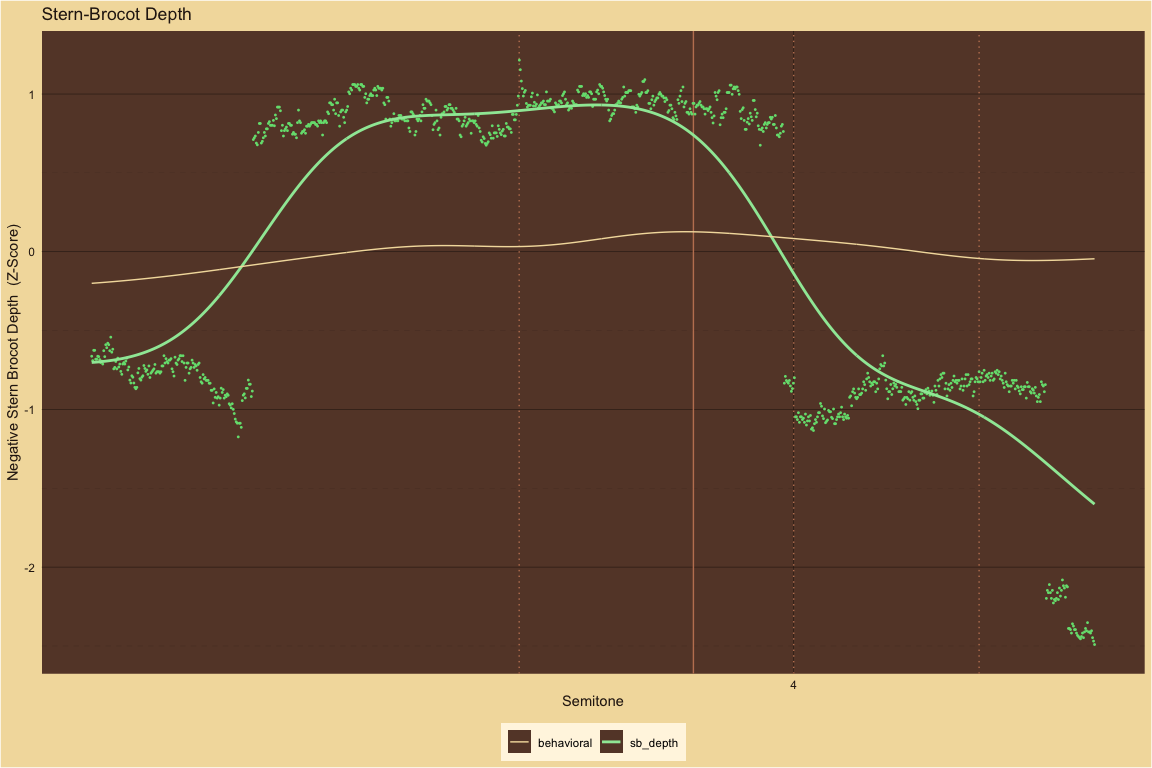 Stern-Brocot Depth
Negative Stern Brocot Depth (Z-Score)
1
0
-1
-2
4
Semitone
behavioral
sb_depth